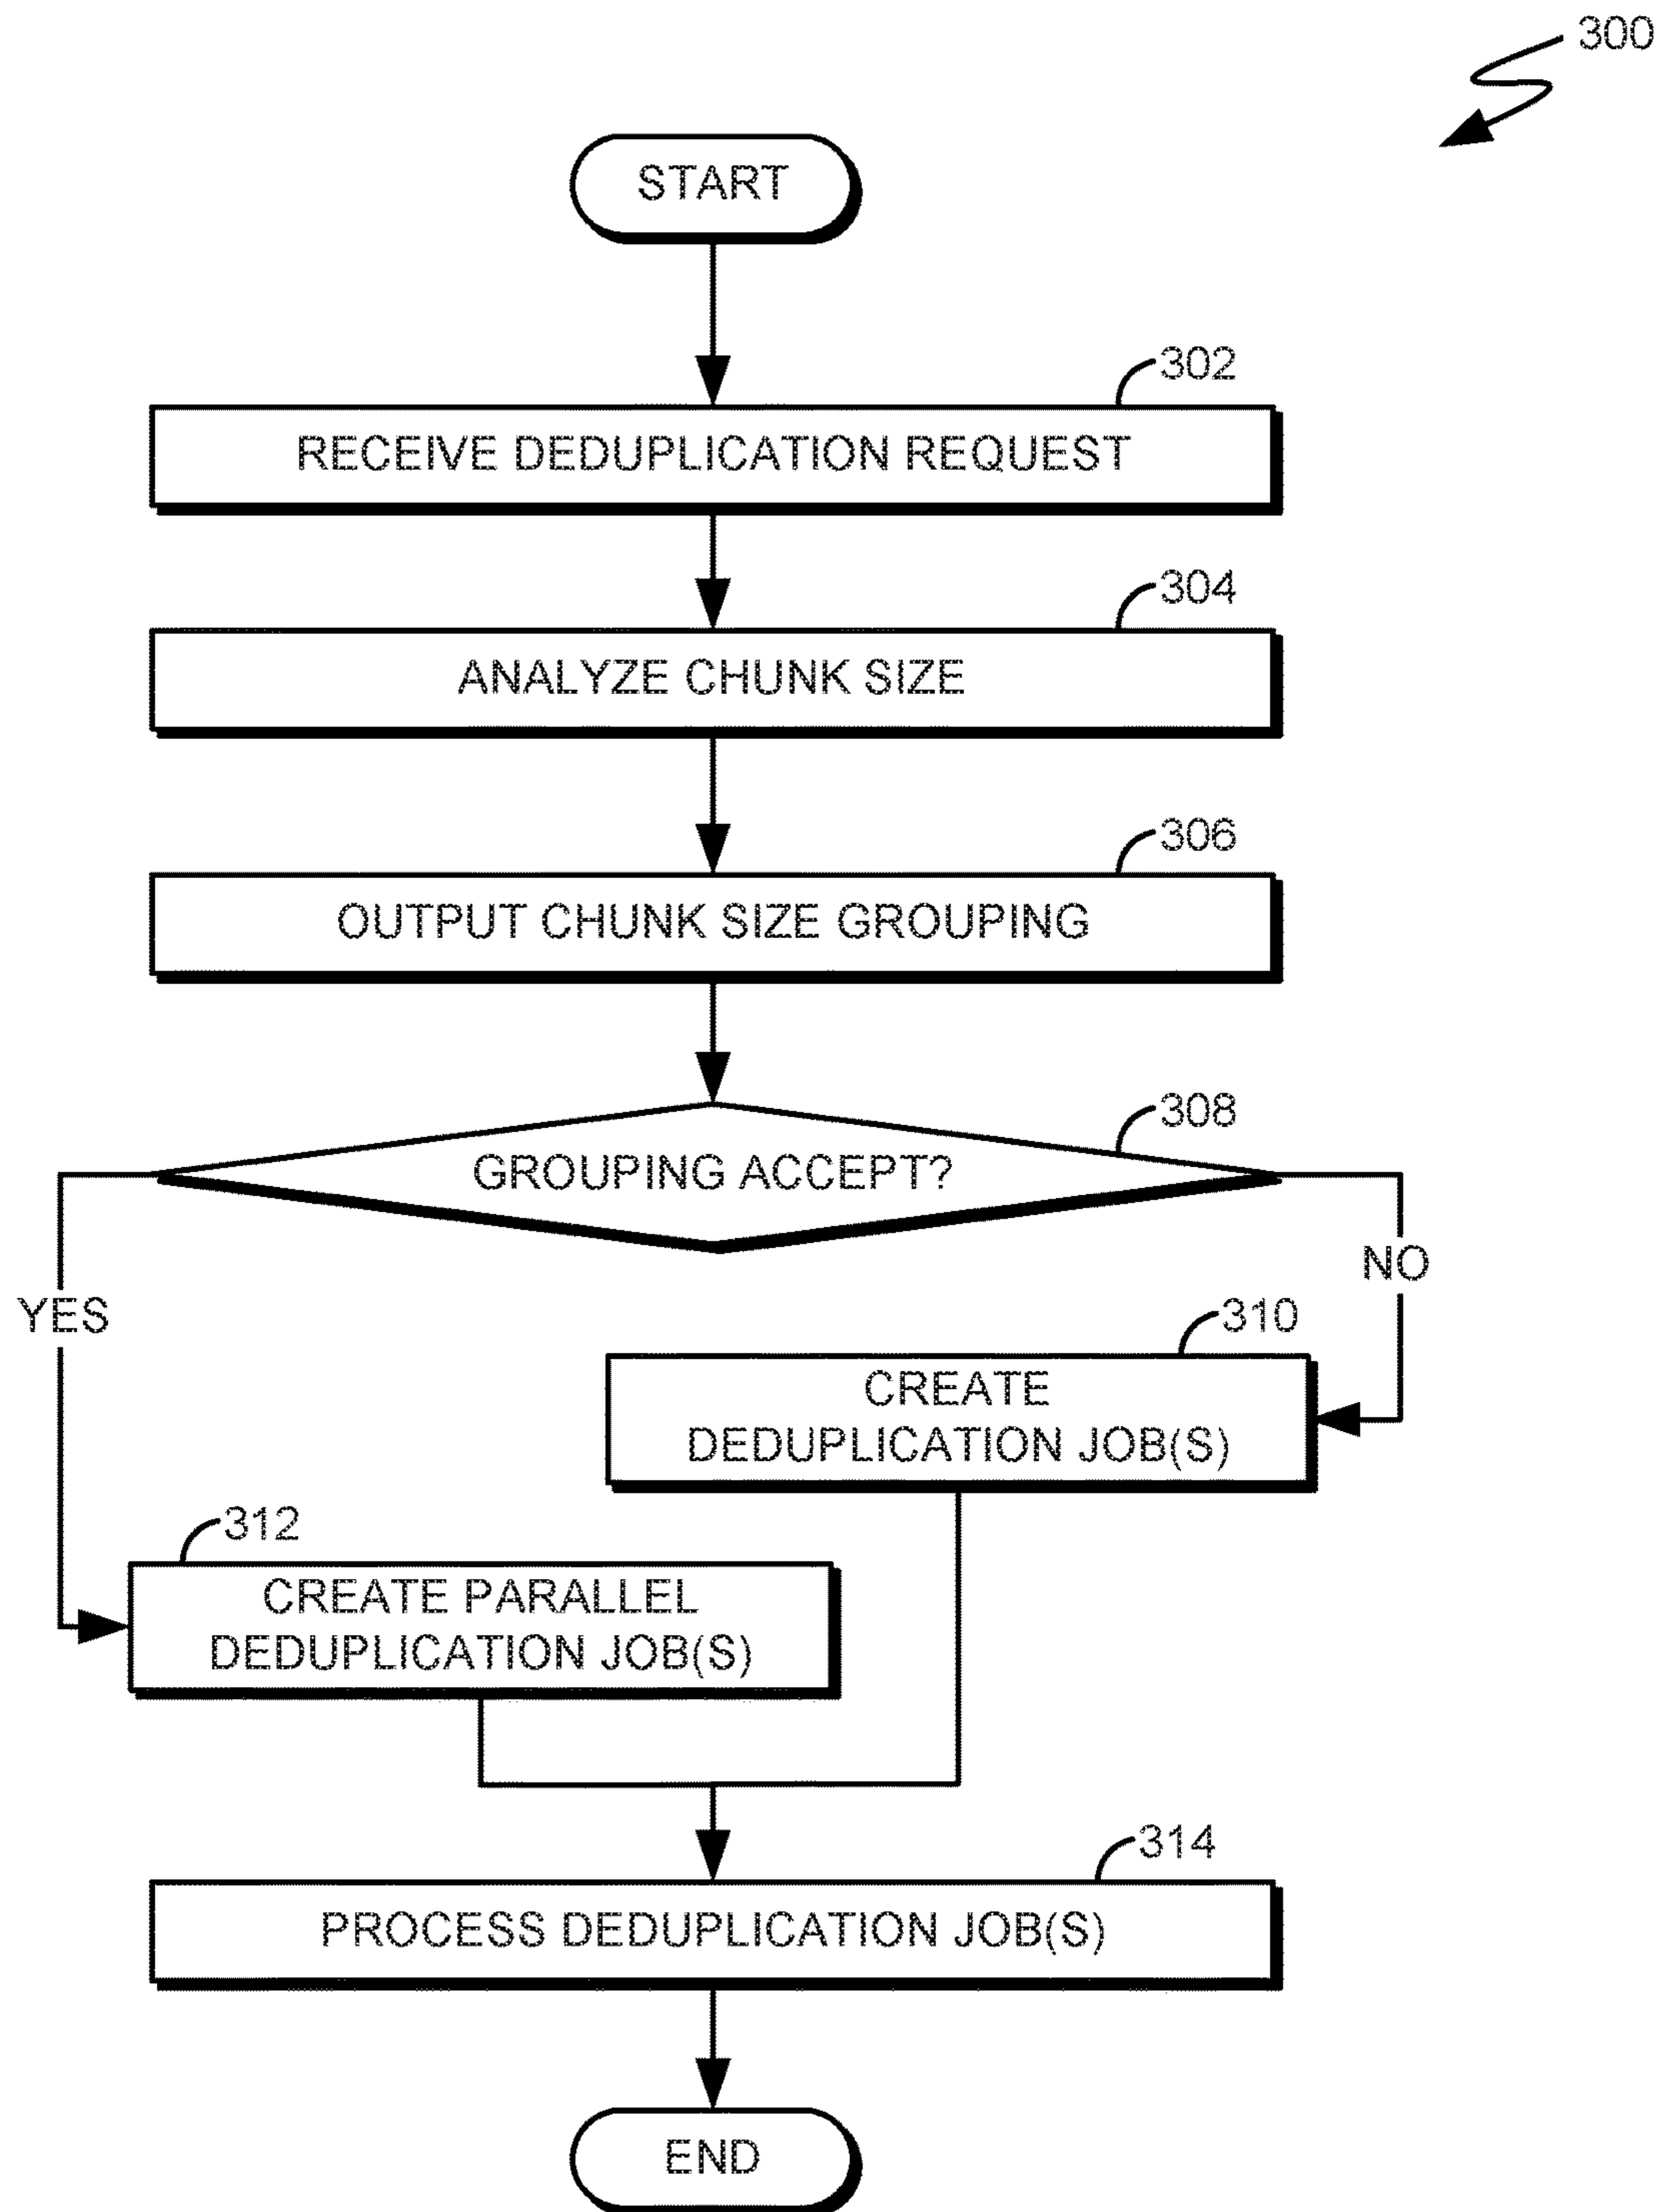 300
START
302
RECEIVE DEDUPLICATION REQUEST
304
ANALYZE CHUNK SIZE
306
OUTPUT CHUNK SIZE GROUPING
308
GROUPING ACCEPT?
NO
YES
310
CREATE
DEDUPLICATION JOB(S)
312
CREATE PARALLEL
DEDUPLICATION JOB(S)
314
PROCESS DEDUPLICATION JOB(S)
END